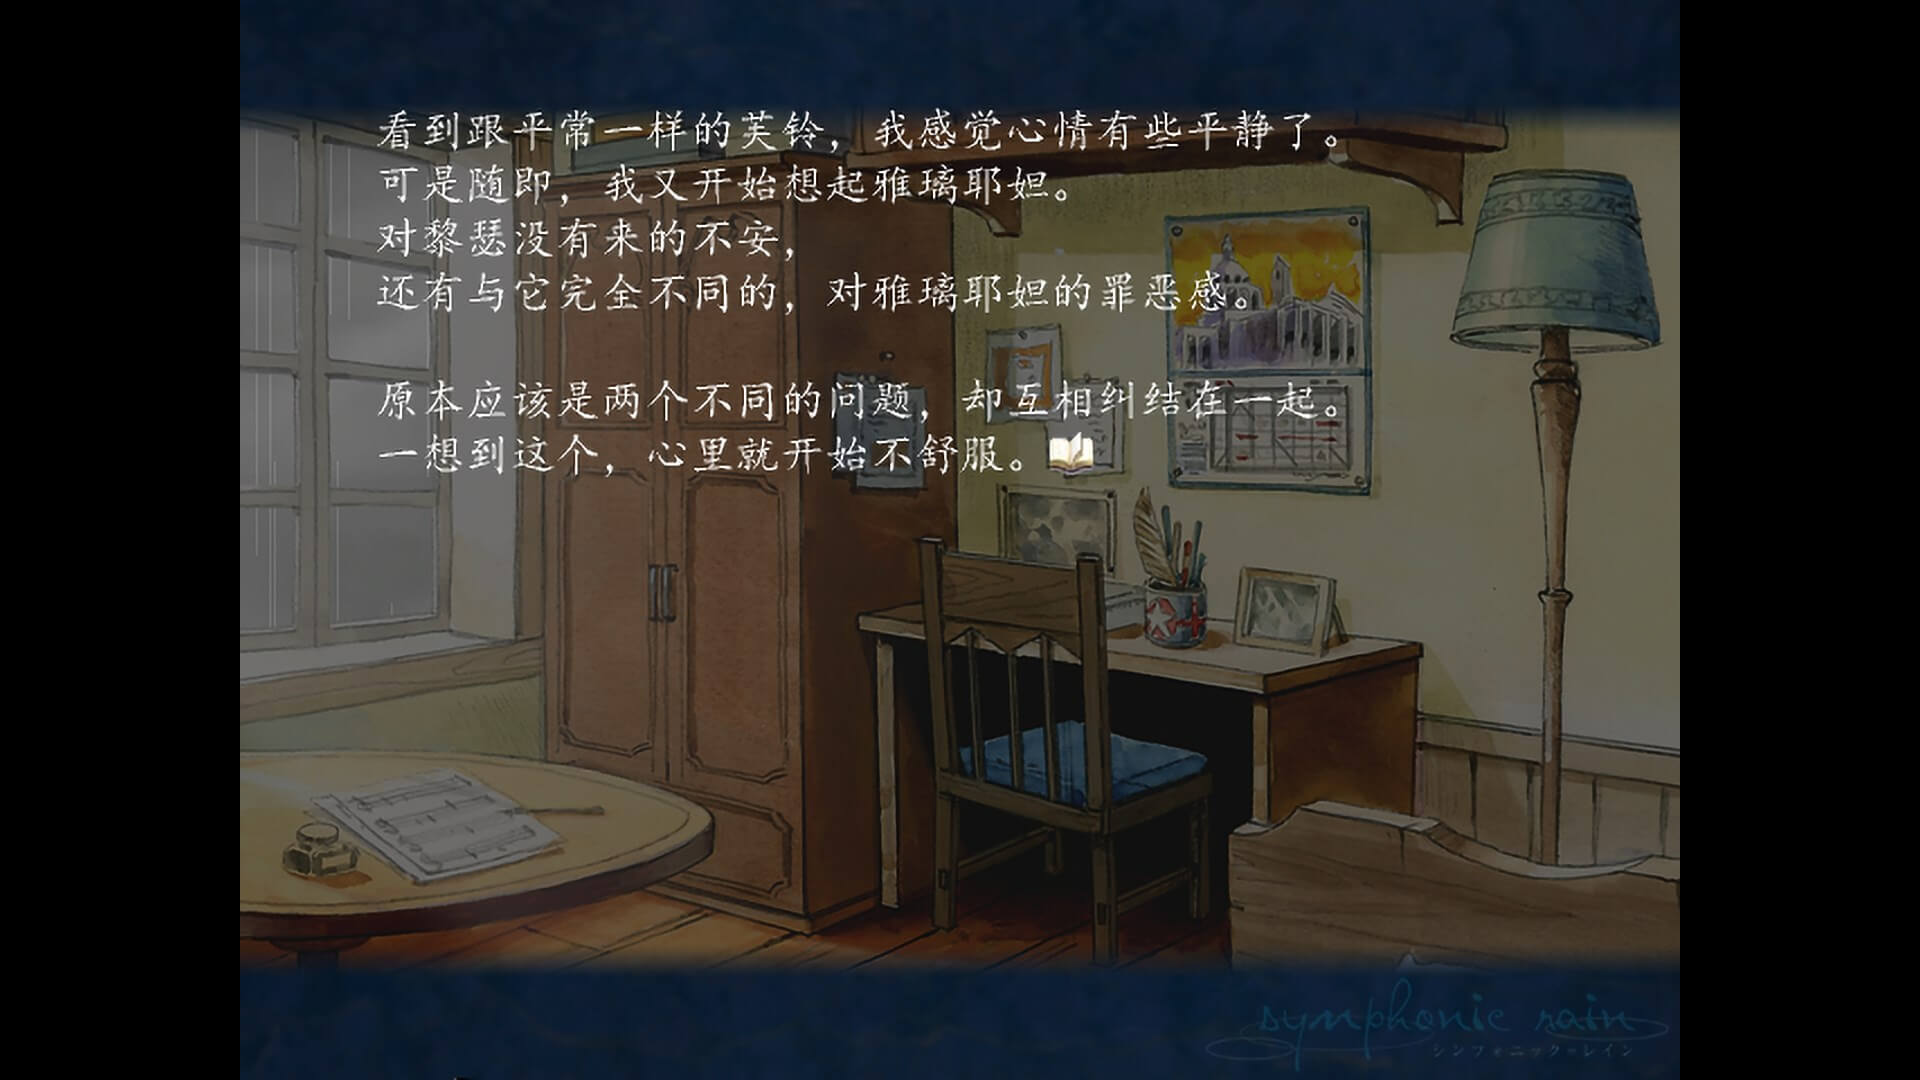 看到跟平常一样的芙铃，我感觉心情有些平静了。
可是随即，我又开始想起雅璃耶妲。
对黎瑟没有来的不安，
还有与它完全不同的，对雅璃耶妲的罪恶感。
原本应该是两个不同的问题，却互相纠结在一起。
一想到这个，心里就开始不舒服。
symphonic rain
シンフォニック=レイン